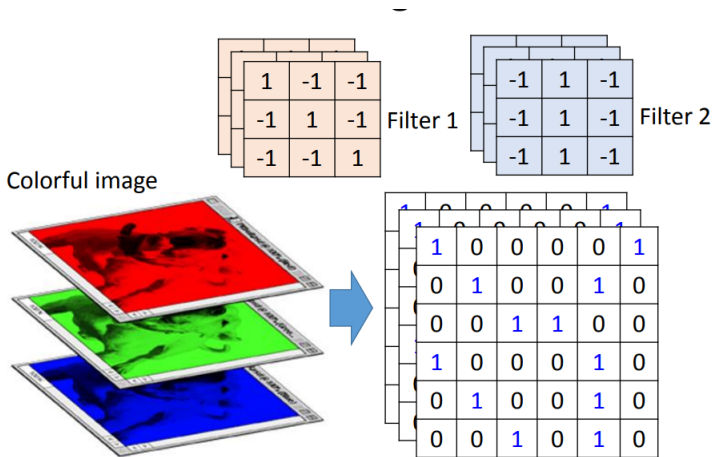 1 -1 -1
-1 1 -1
-1 -1 1
Filter 1
-1 1 -1
-1 1 -1
-1 1 -1
Filter 2
Colorful image
1 0 0 0 0 1
0 1 0 0 1 0
0 0 1 1 0 0
1 0 0 0 1 0
0 1 0 0 1 0
0 0 1 0 1 0